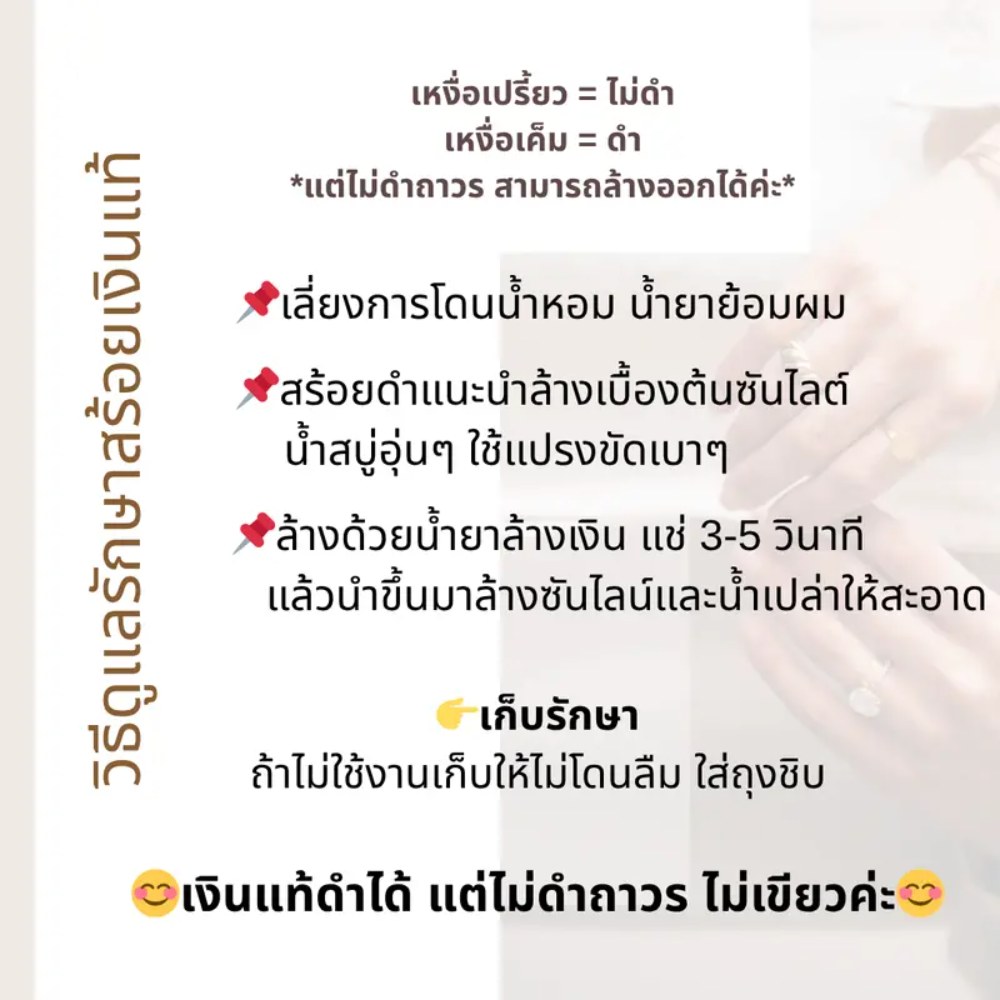 วิธีดูแลรักษาสร้อยเงินแท้
เหงื่อเปรี้ยว = ไม่ดำ
เหงื่อเค็ม = ดำ
*แต่ไม่ดำถาวร สามารถล้างออกได้ค่ะ*
📌เลี่ยงการโดนน้ำหอม น้ำยาย้อมผม
📌สร้อยดำแนะนำล้างเบื้องต้นซันไลต์
น้ำสบู่อุ่นๆ ใช้แปรงขัดเบาๆ
📌ล้างด้วยน้ำยาล้างเงิน แช่ 3-5 วินาที
แล้วนำขึ้นมาล้างซันไลน์และน้ำเปล่าให้สะอาด
👉เก็บรักษา
ถ้าไม่ใช้งานเก็บให้ไม่โดนลืม ใส่ถุงซิบ
😊เงินแท้ดำได้ แต่ไม่ดำถาวร ไม่เขียวค่ะ😊